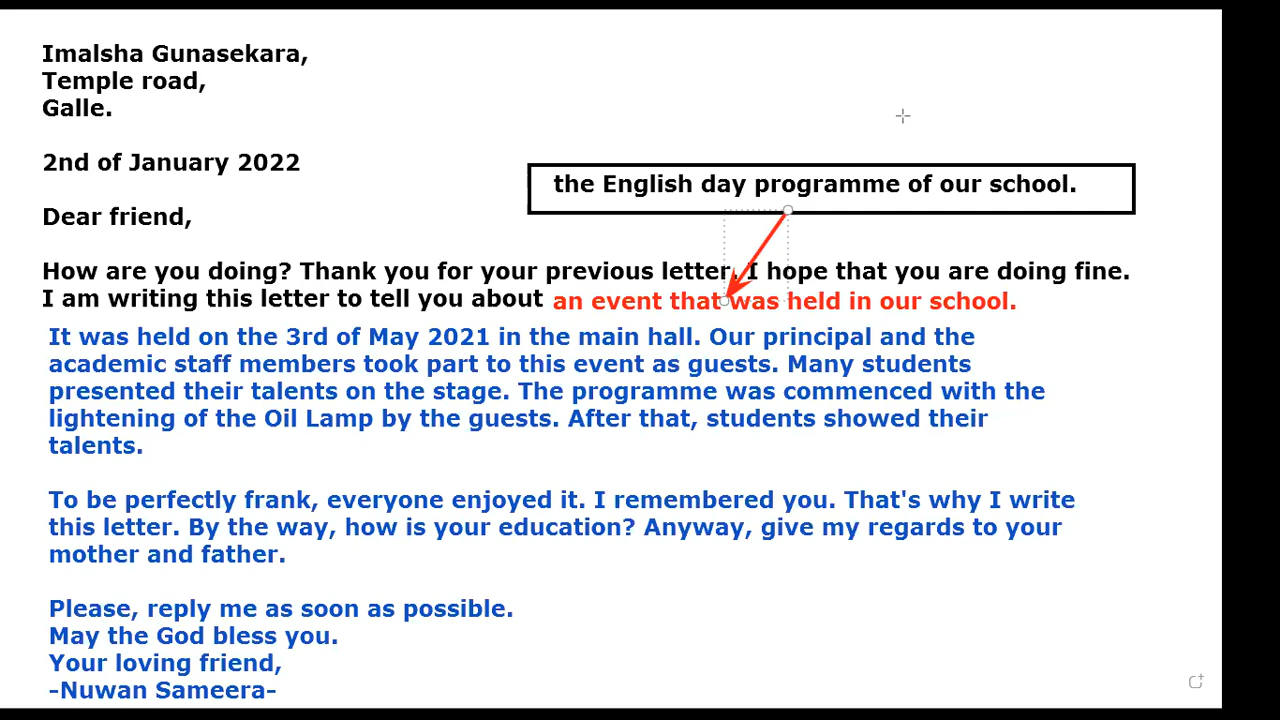 Imalsha Gunasekara,
Temple road,
Galle.
2nd of January 2022
the English day programme of our school.
Dear friend,
How are you doing? Thank you for your previous letter. I hope that you are doing fine.
I am writing this letter to tell you about an event that was held in our school.
It was held on the 3rd of May 2021 in the main hall. Our principal and the
academic staff members took part to this event as guests. Many students
presented their talents on the stage. The programme was commenced with the
lightening of the Oil Lamp by the guests. After that, students showed their
talents.
To be perfectly frank, everyone enjoyed it. I remembered you. That's why I write
this letter. By the way, how is your education? Anyway, give my regards to your
mother and father.
Please, reply me as soon as possible.
May the God bless you.
Your loving friend,
-Nuwan Sameera-